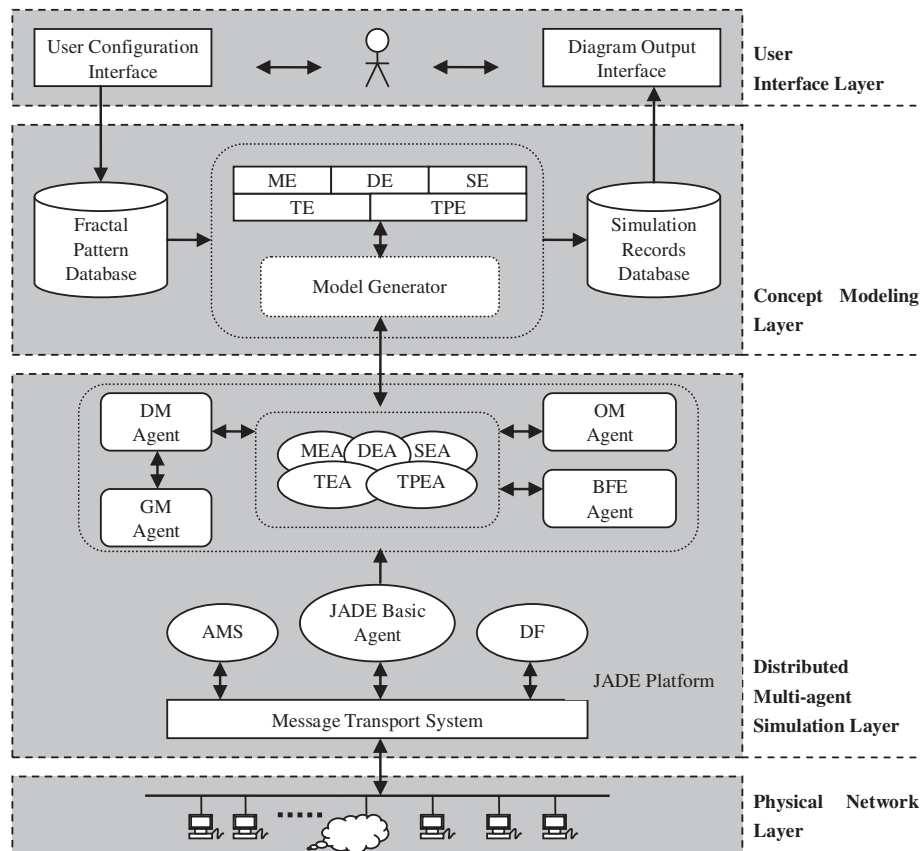 User Configuration
Interface
Diagram Output
Interface
User
Interface Layer
ME
DE
SE
TE
TPE
Fractal
Pattern
Database
Model Generator
Simulation
Records
Database
Concept Modeling
Layer
DM
Agent
GM
Agent
MEA
DEA
SEA
TEA
TPEA
OM
Agent
BFE
Agent
AMS
JADE Basic
Agent
DF
JADE Platform
Message Transport System
Distributed
Multi-agent
Simulation Layer
Physical Network
Layer